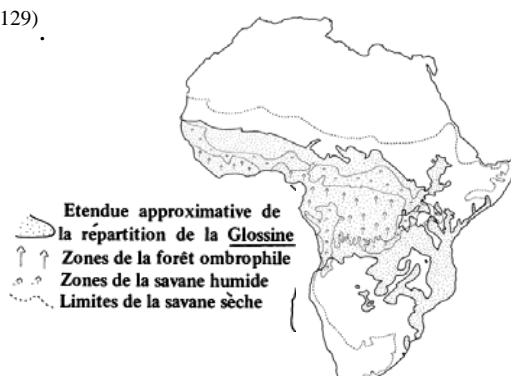 129)
.
Etendue approximative de
la répartition de la Glossine
Zones de la forêt ombrophile
Zones de la savane humide
Limites de la savane sèche